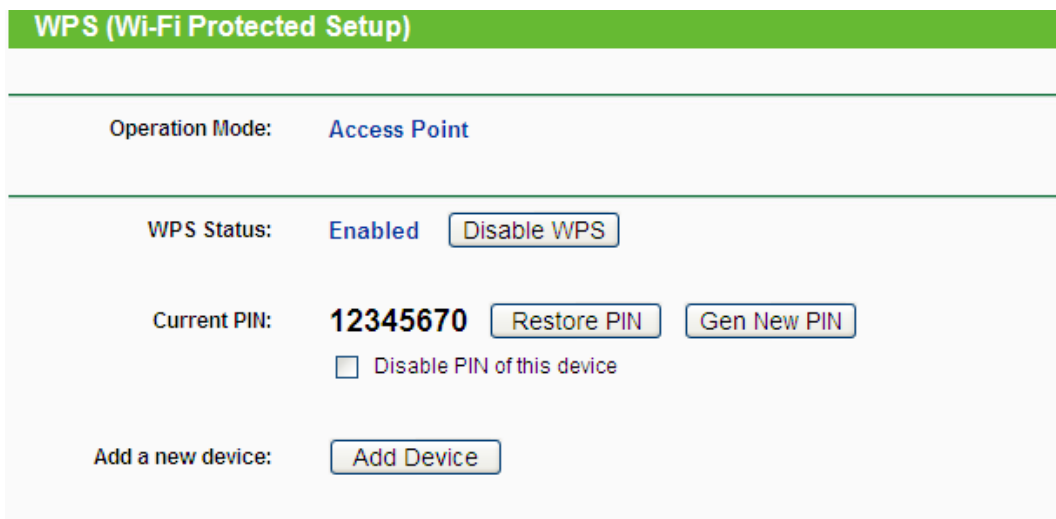 WPS (Wi-Fi Protected Setup)
Operation Mode: Access Point
WPS Status: Enabled Disable WPS
Current PIN: 12345670 Restore PIN Gen New PIN
Disable PIN of this device
Add a new device: Add Device